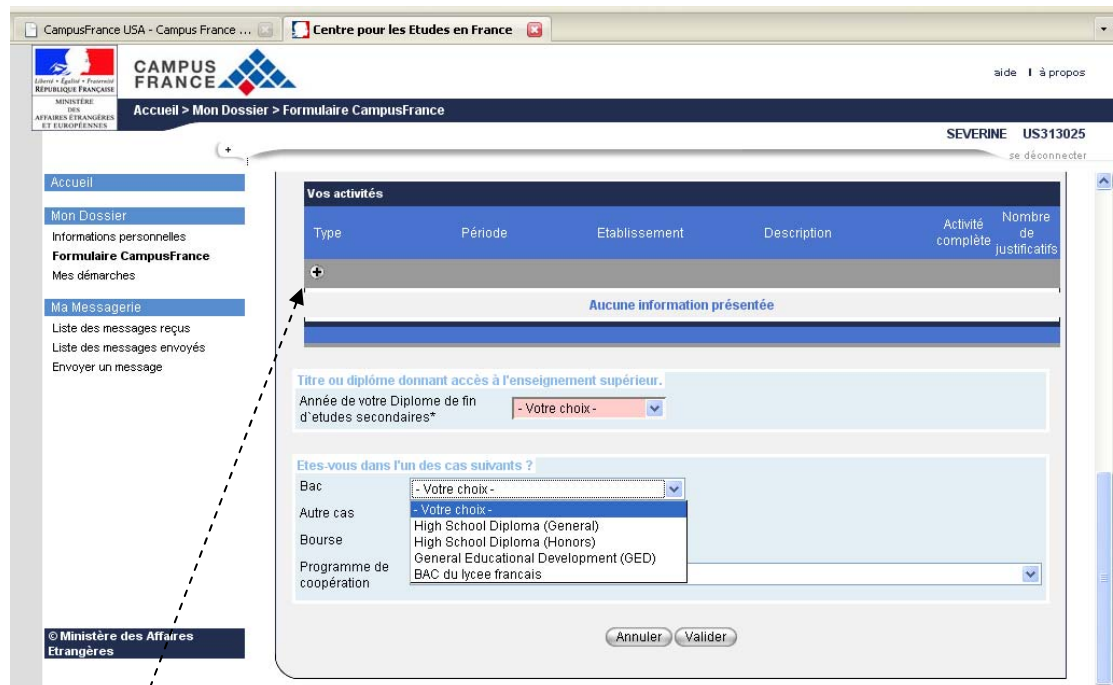 CampusFrance USA - Campus France ...
Centre pour les Etudes en France
Liberté • Égalité • Fraternité
RÉPUBLIQUE FRANÇAISE
MINISTÈRE
DES
AFFAIRES ÉTRANGÈRES
ET EUROPÉENNES
CAMPUS
FRANCE
aide I à propos
Accueil > Mon Dossier > Formulaire CampusFrance
SEVERINE US313025
se déconnecter
Accueil
Mon Dossier
Informations personnelles
Formulaire CampusFrance
Mes démarches
Ma Messagerie
Liste des messages reçus
Liste des messages envoyés
Envoyer un message
© Ministère des Affaires
Etrangères
Vos activités
Type
Période
Etablissement
Description
Activité
complète
Nombre
de
justificatifs
Aucune information présentée
Titre ou diplôme donnant accès à l'enseignement supérieur.
Année de votre Diplome de fin
d`etudes secondaires*
- Votre choix -
Etes-vous dans l'un des cas suivants ?
Bac
- Votre choix -
- Votre choix -
High School Diploma (General)
High School Diploma (Honors)
General Educational Development (GED)
BAC du lycee francais
Autre cas
Bourse
Programme de
coopération
Annuler
Valider